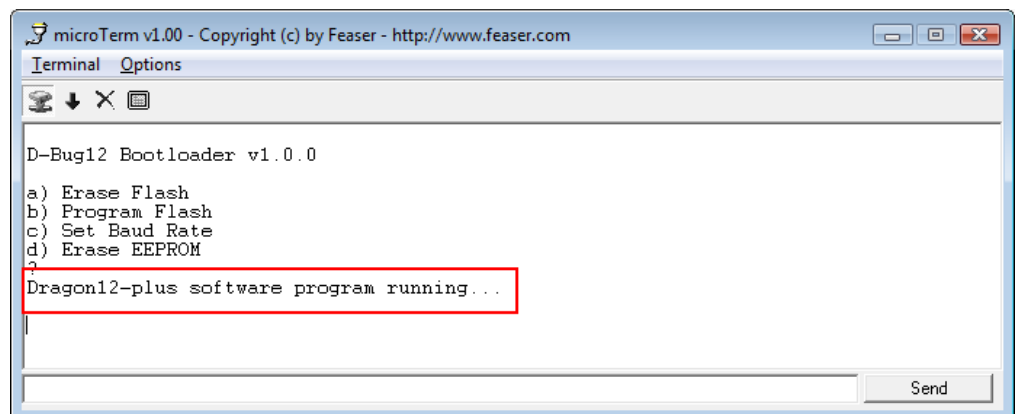 microTerm v1.00 - Copyright (c) by Feaser - http://www.feaser.com
Terminal Options
D-Bug12 Bootloader v1.0.0
a) Erase Flash
b) Program Flash
c) Set Baud Rate
d) Erase EEPROM
?
Dragon12-plus software program running...
Send